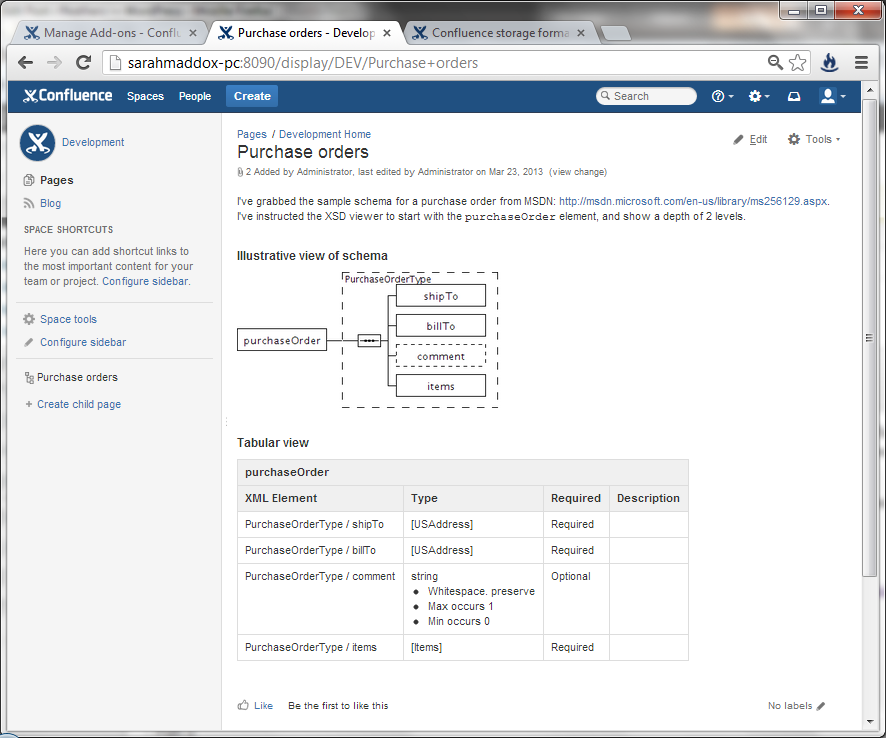 Manage Add-ons - Conflu
Purchase orders - Develop
Confluence storage forma
sarahmaddox-pc:8090/display/DEV/Purchase+orders
Confluence
Spaces
People
Create
Search
Development
Pages
Blog
SPACE SHORTCUTS
Here you can add shortcut links to
the most important content for your
team or project. Configure sidebar.
Space tools
Configure sidebar
Purchase orders
+ Create child page
Pages / Development Home
Edit
Tools
Purchase orders
2 Added by Administrator, last edited by Administrator on Mar 23, 2013 (view change)
I've grabbed the sample schema for a purchase order from MSDN: http://msdn.microsoft.com/en-us/library/ms256129.aspx.
I've instructed the XSD viewer to start with the purchaseOrder element, and show a depth of 2 levels.
Illustrative view of schema
PurchaseOrderType
shipTo
billTo
purchaseOrder
comment
items
Tabular view
purchaseOrder
XML Element Type Required Description
PurchaseOrderType / shipTo [USAddress] Required
PurchaseOrderType / billTo [USAddress] Required
PurchaseOrderType / comment string Optional
• Whitespace. preserve
• Max occurs 1
• Min occurs 0
PurchaseOrderType / items [Items] Required
Like Be the first to like this
No labels